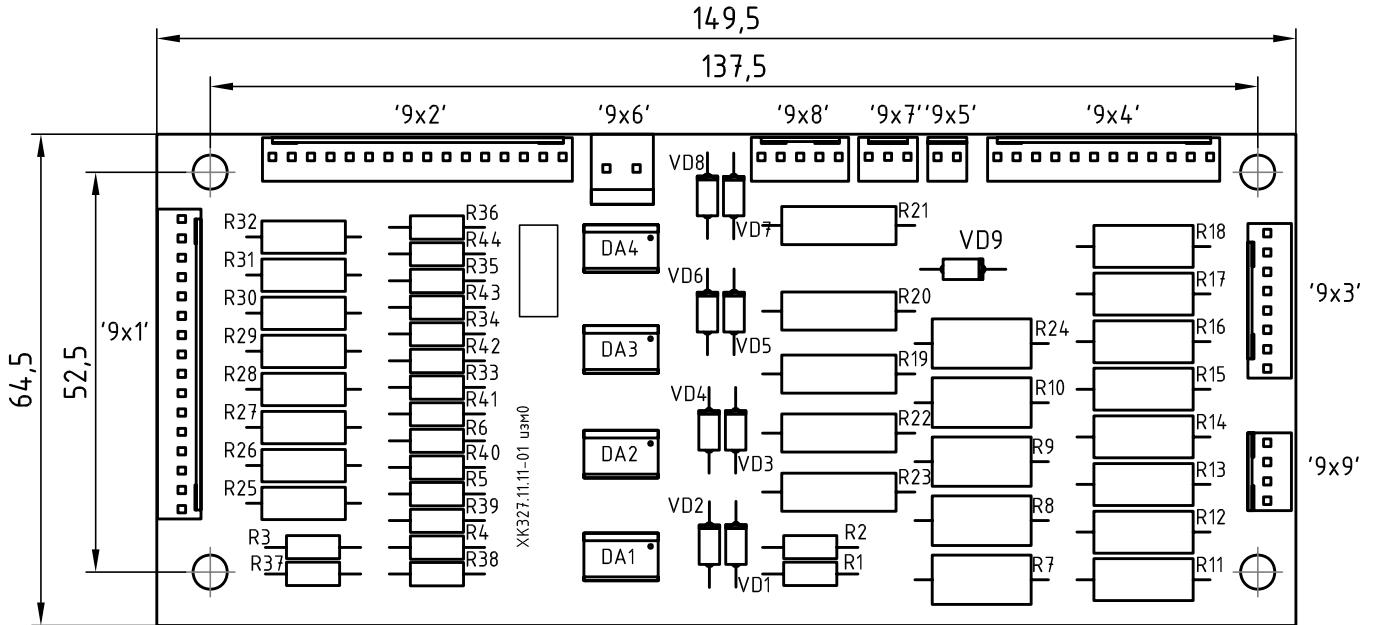 149,5
137,5
'9x2'
'9x6'
'9x8'
'9x7'
'9x5'
'9x4'
64,5
52,5
'9x1'
'9x3'
'9x9'
R32
R31
R30
R29
R28
R27
R26
R25
R3
R37
R36
R44
R35
R43
R34
R42
R33
R41
R6
R40
R5
R39
R4
R38
ХК327.11.11-01 изм0
DA4
DA3
DA2
DA1
VD8
VD7
VD6
VD5
VD4
VD3
VD2
VD1
R21
R20
R19
R22
R23
R2
R1
VD9
R24
R10
R9
R8
R7
R18
R17
R16
R15
R14
R13
R12
R11